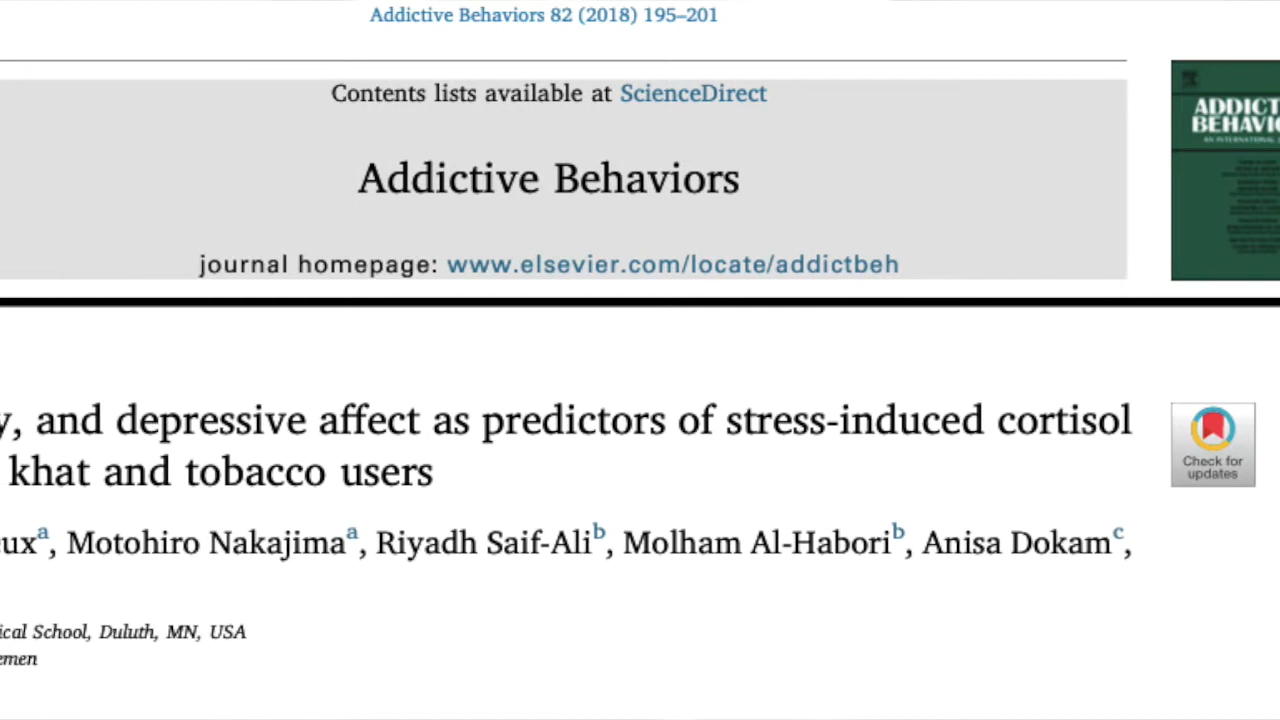 Addictive Behaviors 82 (2018) 195–201
Contents lists available at ScienceDirect
Addictive Behaviors
journal homepage: www.elsevier.com/locate/addictbeh
ADDICT
BEHAVIO
y, and depressive affect as predictors of stress-induced cortisol
khat and tobacco users
Check for
updates
ux^a, Motohiro Nakajima^a, Riyadh Saif-Ali^b, Molham Al-Habori^b, Anisa Dokam^c,
ical School, Duluth, MN, USA
emen